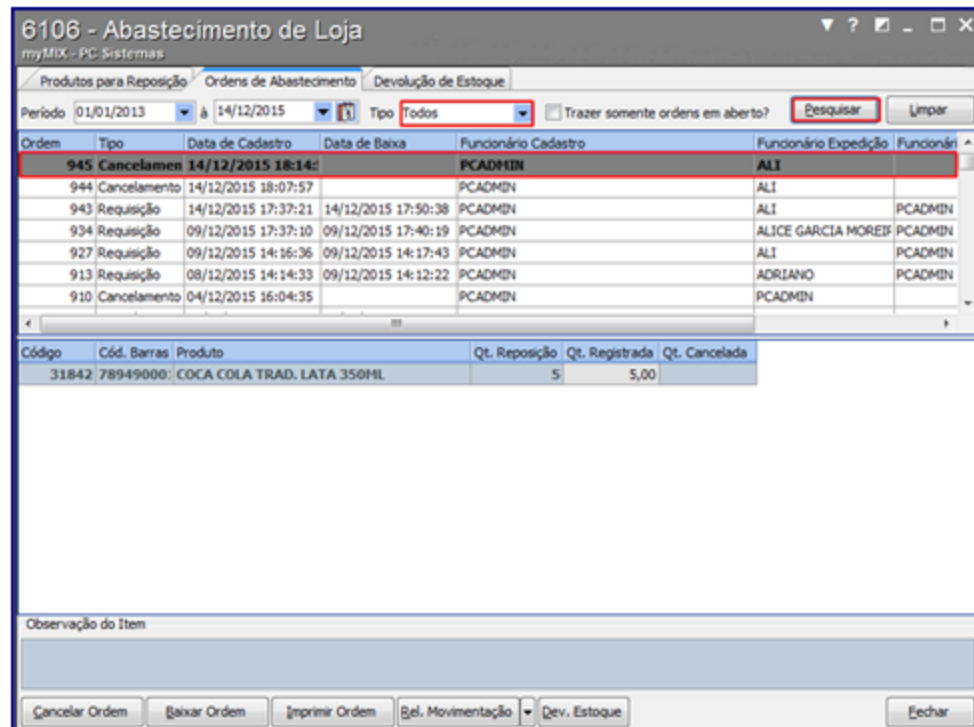 6106 - Abastecimento de Loja
myMIX - PC Sistemas
Produtos para Reposição Ordens de Abastecimento Devolução de Estoque
Período 01/01/2013 à 14/12/2015 Tipo Todos Trazer somente ordens em aberto? Pesquisar Limpar
Ordem Tipo Data de Cadastro Data de Baixa Funcionário Cadastro Funcionário Expedição Funcionári
945 Cancelamen 14/12/2015 18:14: PCADMIN ALI
944 Cancelamento 14/12/2015 18:07:57 PCADMIN ALI
943 Requisição 14/12/2015 17:37:21 14/12/2015 17:50:38 PCADMIN ALI PCADMIN
934 Requisição 09/12/2015 17:37:10 09/12/2015 17:40:19 PCADMIN ALICE GARCIA MOREIR PCADMIN
927 Requisição 09/12/2015 14:16:36 09/12/2015 14:17:43 PCADMIN ALI PCADMIN
913 Requisição 08/12/2015 14:14:33 09/12/2015 14:12:22 PCADMIN ADRIANO PCADMIN
910 Cancelamento 04/12/2015 16:04:35 PCADMIN PCADMIN
Código Cód. Barras Produto Qt. Reposição Qt. Registrada Qt. Cancelada
31842 78949000: COCA COLA TRAD. LATA 350ML 5 5,00
Observação do Item
Cancelar Ordem Baixar Ordem Imprimir Ordem Rel. Movimentação Dev. Estoque Fechar